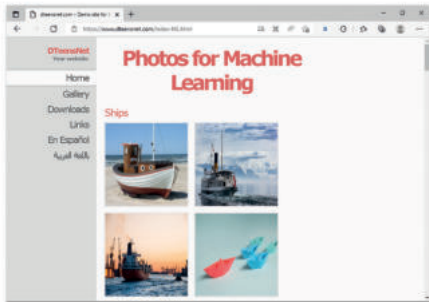 DTeensNet
Your website
Home
Gallery
Downloads
Links
En Español
باللغة العربية
Photos for Machine
Learning
Ships